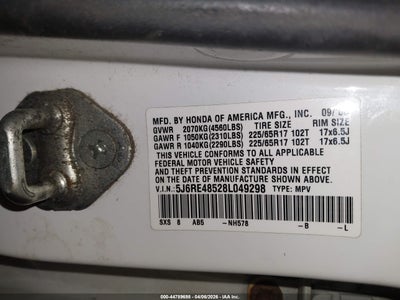 MFD. BY HONDA OF AMERICA MFG., INC. 09/
GVWR 2070KG(4560LBS) TIRE SIZE RIM SIZE
GAWR F 1050KG(2310LBS) 225/65R17 102T 17x6.5J
GAWR R 1040KG(2290LBS) 225/65R17 102T 17x6.5J
THIS VEHICLE CONFORMS TO ALL APPLICABLE
FEDERAL MOTOR VEHICLE SAFETY
AND THEFT PREVENTION STANDARDS IN
EFFECT ON THE DATE OF MANUFACTURE
SHOWN ABOVE.
V.I.N.: 5J6RE48528L049298 TYPE: MPV
SXS 8 AB5 -NH578 -B -L
000-44759688 - 04/06/2026 - IAA Inc.